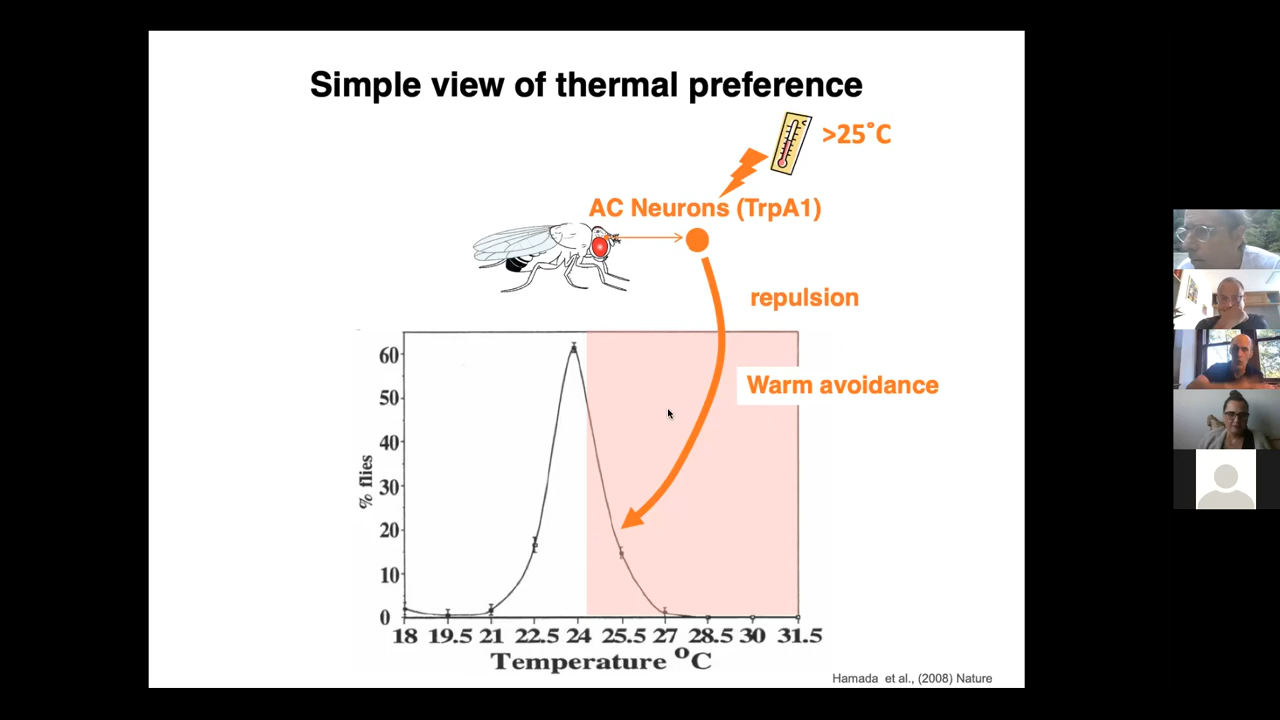 Simple view of thermal preference
>25˚C
AC Neurons (TrpA1)
repulsion
Warm avoidance
% flies
60
50
40
30
20
10
0
18 19.5 21 22.5 24 25.5 27 28.5 30 31.5
Temperature °C
Hamada et al., (2008) Nature